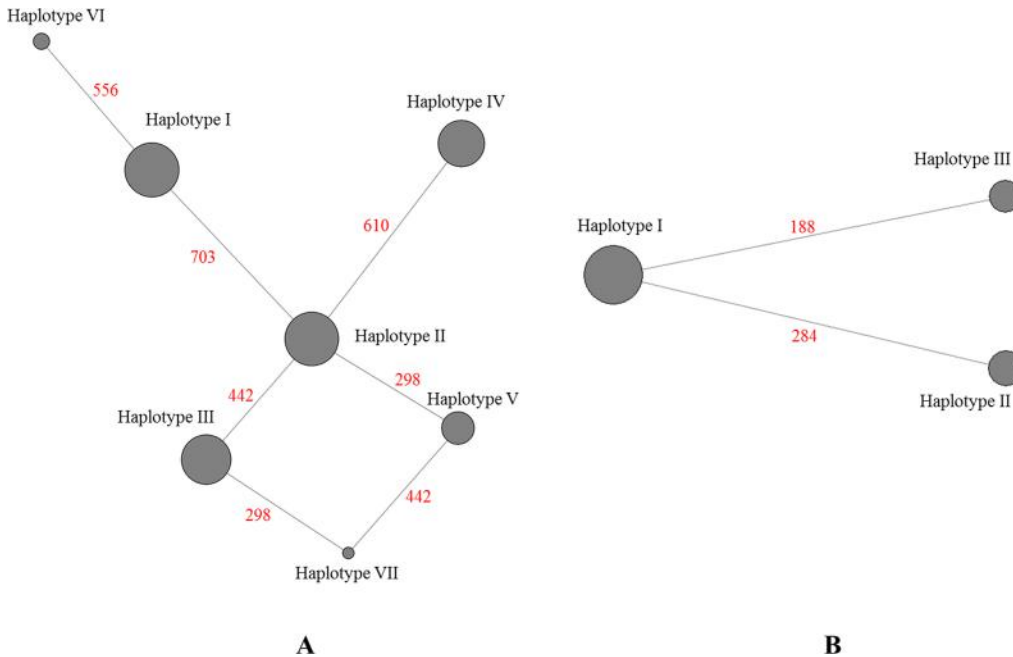 Haplotype VI
556
Haplotype I
703
Haplotype IV
610
Haplotype II
442
298
Haplotype III
Haplotype V
298
442
Haplotype VII
A
Haplotype III
188
Haplotype I
284
Haplotype II
B